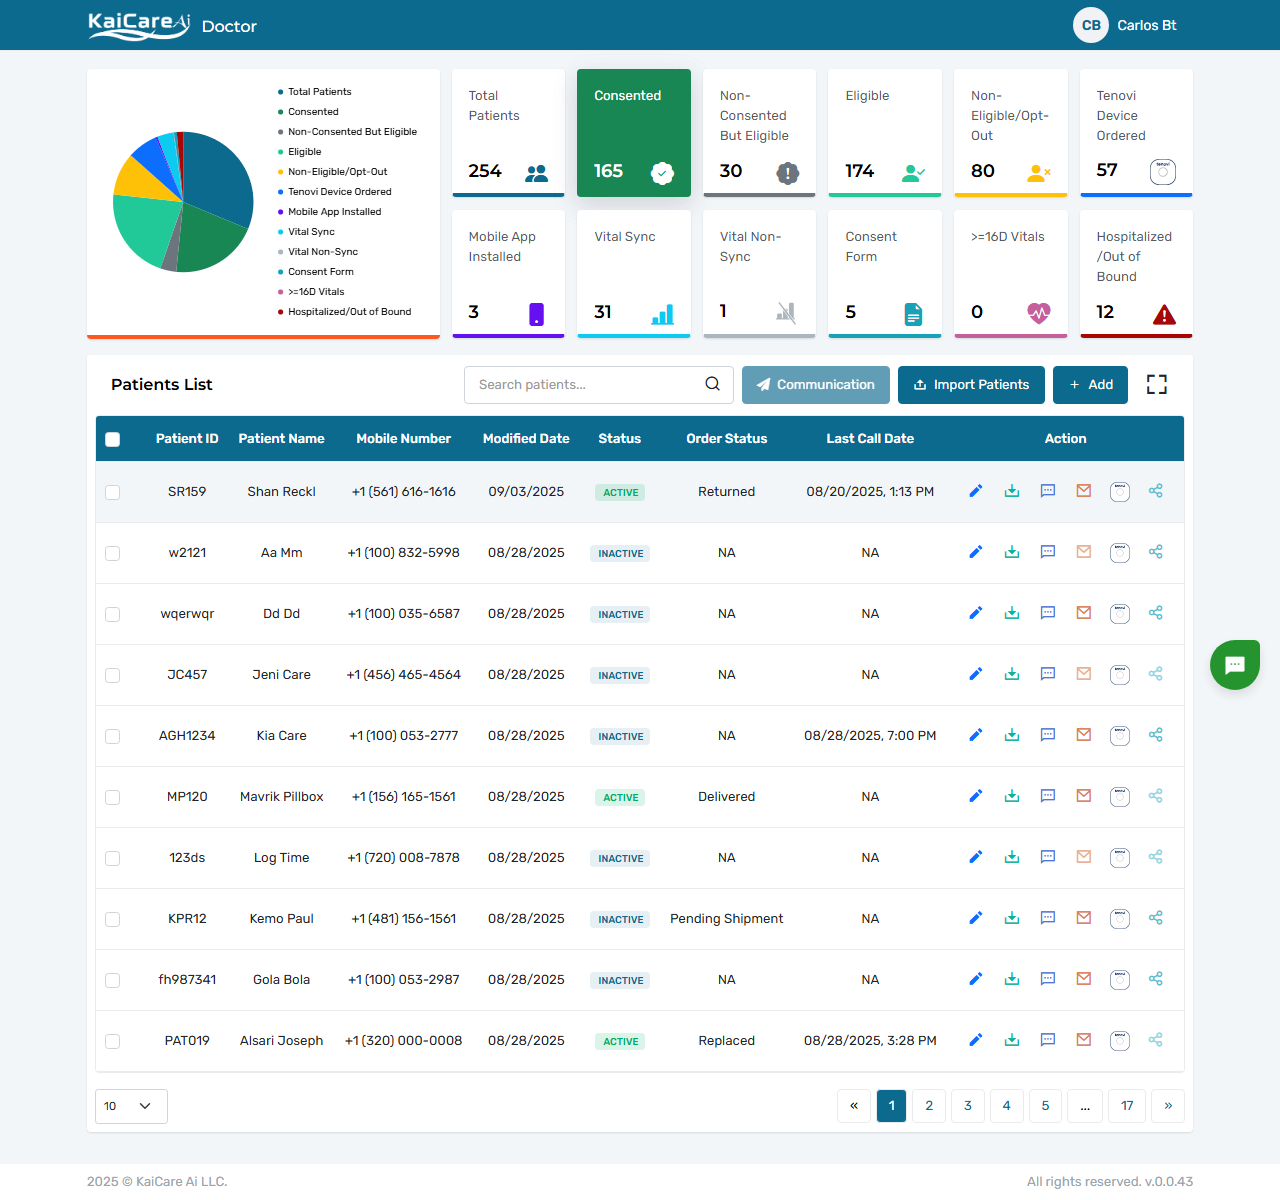 KaiCare Ai Doctor
CB Carlos Bt
Total Patients
Consented
Non-Consented But Eligible
Eligible
Non-Eligible/Opt-Out
Tenovi Device Ordered
Mobile App Installed
Vital Sync
Vital Non-Sync
Consent Form
>=16D Vitals
Hospitalized/Out of Bound
Total
Patients
254
Consented
165
Non-
Consented
But Eligible
30
Eligible
174
Non-
Eligible/Opt-
Out
80
Tenovi
Device
Ordered
57
tenovi
Mobile App
Installed
3
Vital Sync
31
Vital Non-
Sync
1
Consent
Form
5
>=16D Vitals
0
Hospitalized
/Out of
Bound
12
Patients List
Search patients...
Communication
Import Patients
+ Add
Patient ID Patient Name Mobile Number Modified Date Status Order Status Last Call Date Action
SR159 Shan Reckl +1 (561) 616-1616 09/03/2025 ACTIVE Returned 08/20/2025, 1:13 PM
w2121 Aa Mm +1 (100) 832-5998 08/28/2025 INACTIVE NA NA
wqerwqr Dd Dd +1 (100) 035-6587 08/28/2025 INACTIVE NA NA
JC457 Jeni Care +1 (456) 465-4564 08/28/2025 INACTIVE NA NA
AGH1234 Kia Care +1 (100) 053-2777 08/28/2025 INACTIVE NA 08/28/2025, 7:00 PM
MP120 Mavrik Pillbox +1 (156) 165-1561 08/28/2025 ACTIVE Delivered NA
123ds Log Time +1 (720) 008-7878 08/28/2025 INACTIVE NA NA
KPR12 Kemo Paul +1 (481) 156-1561 08/28/2025 INACTIVE Pending Shipment NA
fh987341 Gola Bola +1 (100) 053-2987 08/28/2025 INACTIVE NA NA
PAT019 Alsari Joseph +1 (320) 000-0008 08/28/2025 ACTIVE Replaced 08/28/2025, 3:28 PM
10
« 1 2 3 4 5 ... 17 »
2025 © KaiCare Ai LLC.
All rights reserved. v.0.0.43